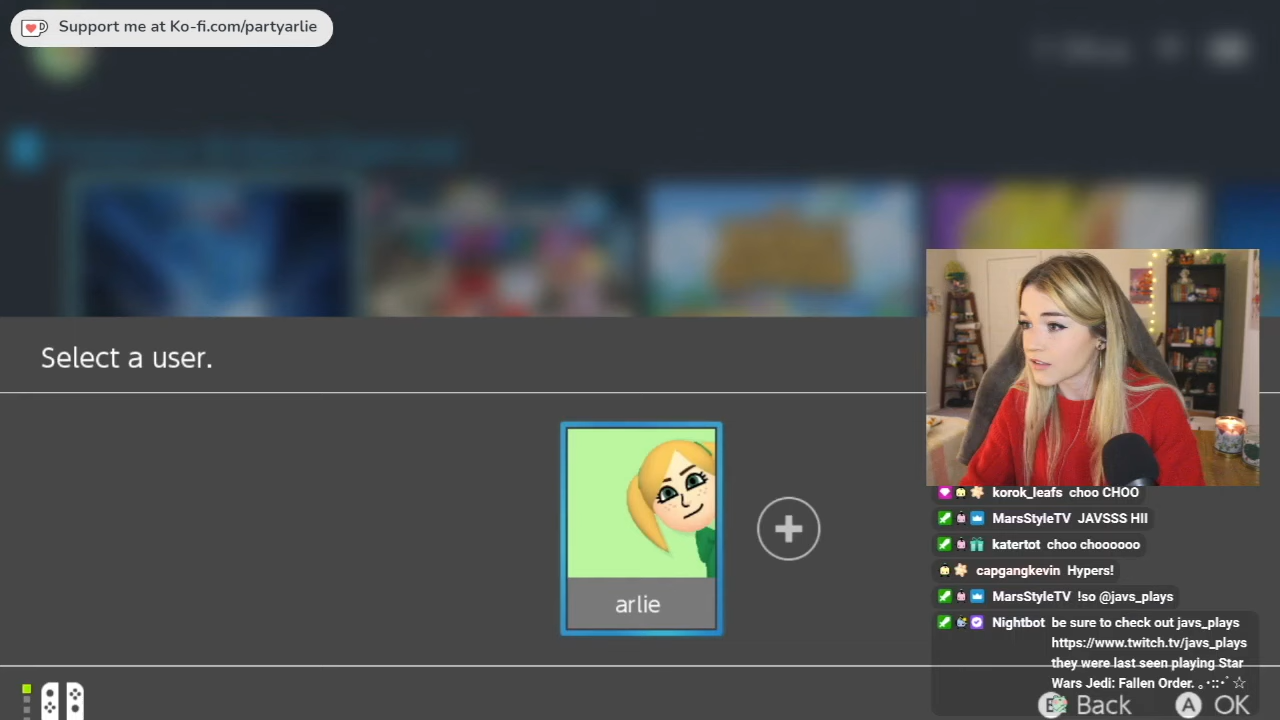 Support me at Ko-fi.com/partyarlie
Select a user.
arlie
korok_leafs choo CHOO
MarsStyleTV JAVSSS HII
katertot choo choooooo
capgangkevin Hypers!
MarsStyleTV !so @javs_plays
Nightbot be sure to check out javs_plays
https://www.twitch.tv/javs_plays
they were last seen playing Star
Wars Jedi: Fallen Order. ｡･::･ﾟ☆
Back
A OK